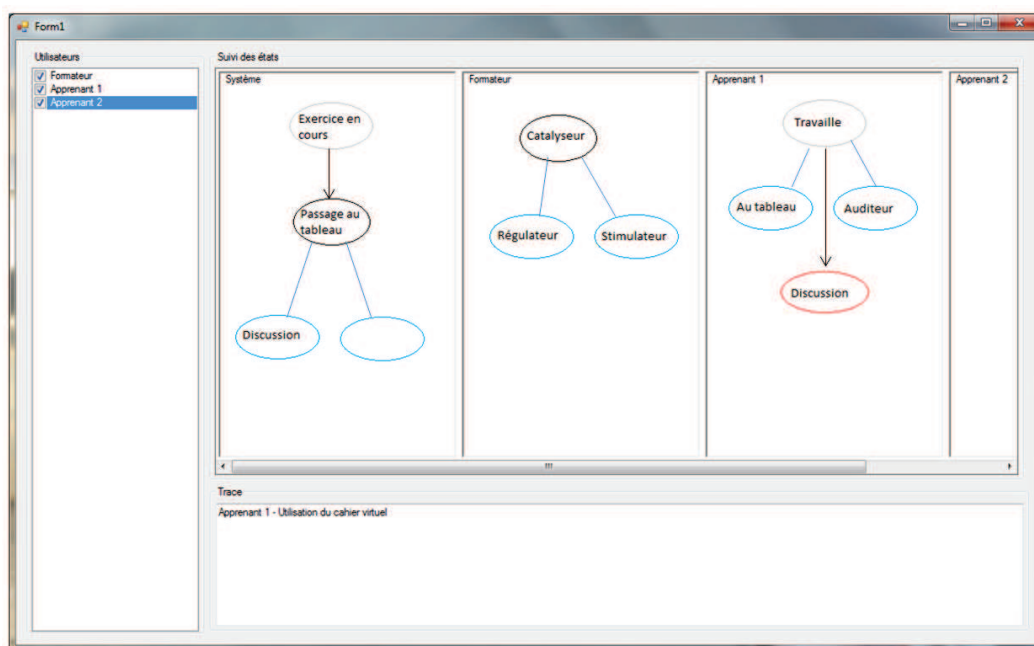 Form1
Utilisateurs
Formateur
Apprenant 1
Apprenant 2
Suivi des états
Système
Exercice en
cours
Passage au
tableau
Discussion
Formateur
Catalyseur
Régulateur
Stimulateur
Apprenant 1
Travaille
Au tableau
Auditeur
Discussion
Apprenant 2
Trace
Apprenant 1 - Utilisation du cahier virtuel